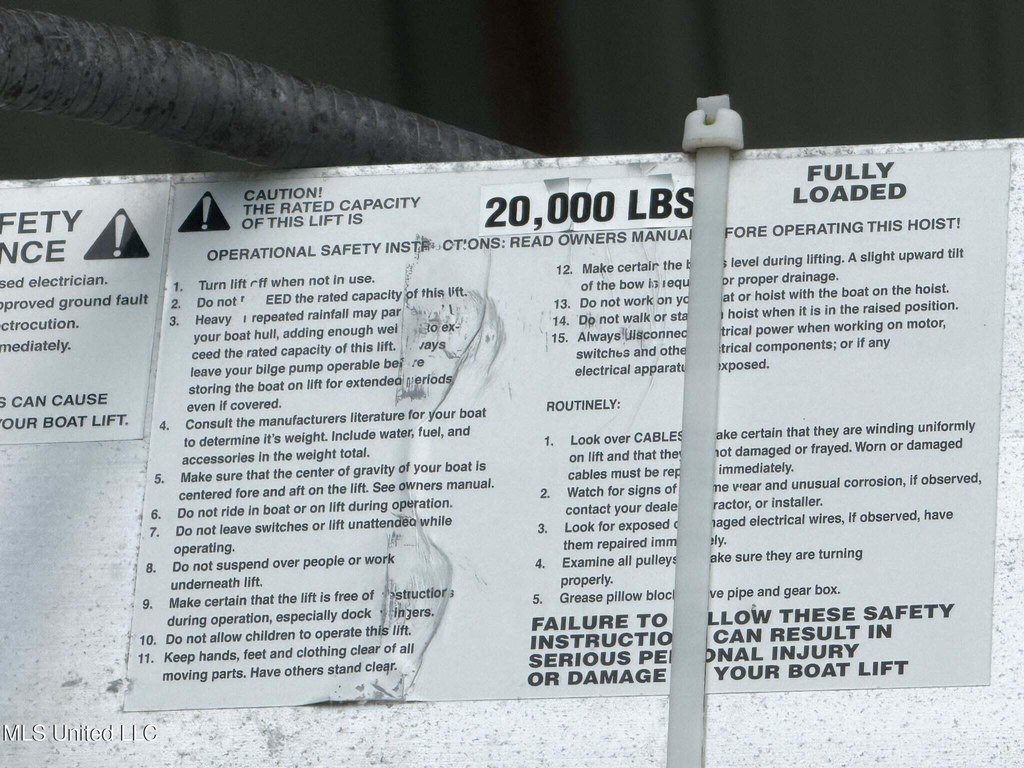 FETY
NCE
sed electrician.
pproved ground fault
ctrocution.
mediately.
S CAN CAUSE
YOUR BOAT LIFT.
CAUTION!
THE RATED CAPACITY
OF THIS LIFT IS
20,000 LBS
FULLY
LOADED
OPERATIONAL SAFETY INSTR CTIONS: READ OWNERS MANUAL FORE OPERATING THIS HOIST!
1. Turn lift off when not in use.
2. Do not EED the rated capacity of this lift.
3. Heavy repeated rainfall may
your boat hull, adding enough ex-
ceed the rated capacity of this lift. ways
leave your bilge pump operable
storing the boat on lift for extended periods
even if covered.
4. Consult the manufacturers literature for your boat
to determine it's weight. Include water, fuel, and
accessories in the weight total.
5. Make sure that the center of gravity of your boat is
centered fore and aft on the lift. See owners manual.
6. Do not ride in boat or on lift during operation.
7. Do not leave switches or lift unattended while
operating.
8. Do not suspend over people or work
underneath lift.
9. Make certain that the lift is free of structions
during operation, especially dock ingers.
10. Do not allow children to operate this lift.
11. Keep hands, feet and clothing clear of all
moving parts. Have others stand clear.
12. Make certain the b s level during lifting. A slight upward tilt
of the bow is requ or proper drainage.
13. Do not work on yo at or hoist with the boat on the hoist.
14. Do not walk or sta hoist when it is in the raised position.
15. Always disconnec trical power when working on motor,
switches and othe trical components; or if any
electrical apparatu exposed.
ROUTINELY:
1. Look over CABLES ake certain that they are winding uniformly
on lift and that they not damaged or frayed. Worn or damaged
cables must be rep immediately.
2. Watch for signs of me wear and unusual corrosion, if observed,
contact your deale ractor, or installer.
3. Look for exposed aged electrical wires, if observed, have
them repaired imm ly.
4. Examine all pulleys ake sure they are turning
properly.
5. Grease pillow bloc ve pipe and gear box.
FAILURE TO LLOW THESE SAFETY
INSTRUCTIO CAN RESULT IN
SERIOUS PE ONAL INJURY
OR DAMAGE YOUR BOAT LIFT
MLS United LLC